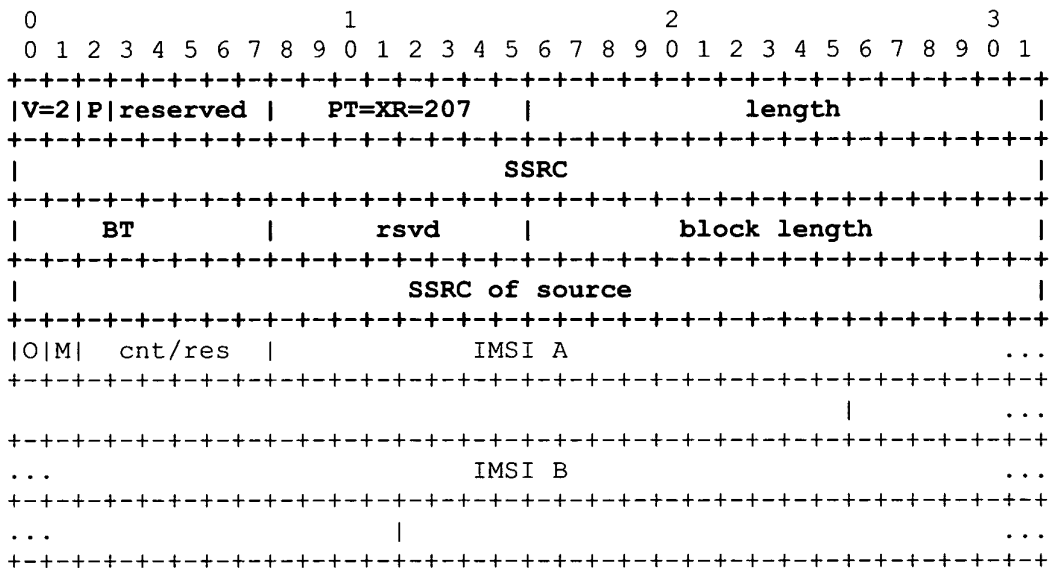 0                   1                   2                   3
 0 1 2 3 4 5 6 7 8 9 0 1 2 3 4 5 6 7 8 9 0 1 2 3 4 5 6 7 8 9 0 1
+-+-+-+-+-+-+-+-+-+-+-+-+-+-+-+-+-+-+-+-+-+-+-+-+-+-+-+-+-+-+-+-+
|V=2|P|reserved |   PT=XR=207   |             length            |
+-+-+-+-+-+-+-+-+-+-+-+-+-+-+-+-+-+-+-+-+-+-+-+-+-+-+-+-+-+-+-+-+
|                              SSRC                             |
+-+-+-+-+-+-+-+-+-+-+-+-+-+-+-+-+-+-+-+-+-+-+-+-+-+-+-+-+-+-+-+-+
|     BT        |      rsvd     |         block length          |
+-+-+-+-+-+-+-+-+-+-+-+-+-+-+-+-+-+-+-+-+-+-+-+-+-+-+-+-+-+-+-+-+
|                        SSRC of source                         |
+-+-+-+-+-+-+-+-+-+-+-+-+-+-+-+-+-+-+-+-+-+-+-+-+-+-+-+-+-+-+-+-+
|O|M|  cnt/res  |            IMSI A                           ...
+-+-+-+-+-+-+-+-+-+-+-+-+-+-+-+-+-+-+-+-+-+-+-+-+-+-+-+-+-+-+-+-+
                                                    |         ...
+-+-+-+-+-+-+-+-+-+-+-+-+-+-+-+-+-+-+-+-+-+-+-+-+-+-+-+-+-+-+-+-+
...                          IMSI B                           ...
+-+-+-+-+-+-+-+-+-+-+-+-+-+-+-+-+-+-+-+-+-+-+-+-+-+-+-+-+-+-+-+-+
...                     |                                     ...
+-+-+-+-+-+-+-+-+-+-+-+-+-+-+-+-+-+-+-+-+-+-+-+-+-+-+-+-+-+-+-+-+